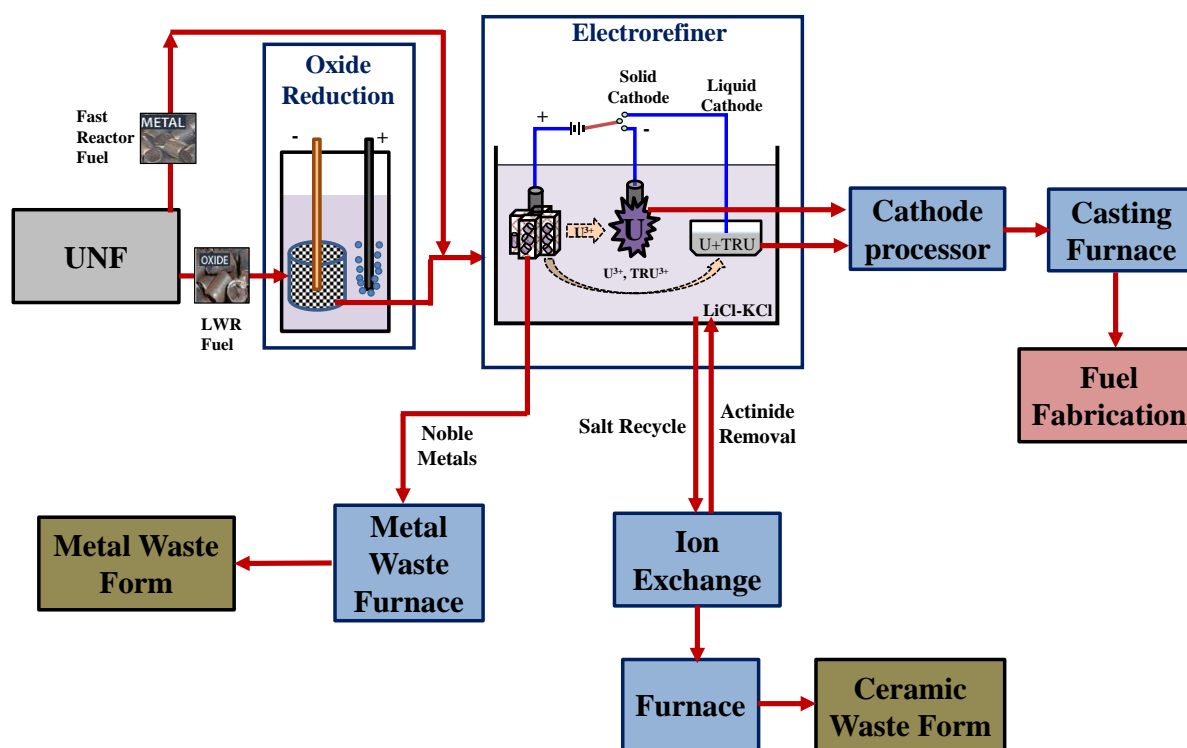 Electrorefiner
Oxide
Reduction
Solid
Cathode
Liquid
Cathode
Fast
Reactor
Fuel
METAL
-
+
+
-
UNF
OXIDE
LWR
Fuel
U³⁺
U
U+TRU
U³⁺, TRU³⁺
LiCl-KCl
Cathode
processor
Casting
Furnace
Fuel
Fabrication
Noble
Metals
Salt Recycle
Actinide
Removal
Metal Waste
Form
Metal
Waste
Furnace
Ion
Exchange
Furnace
Ceramic
Waste Form